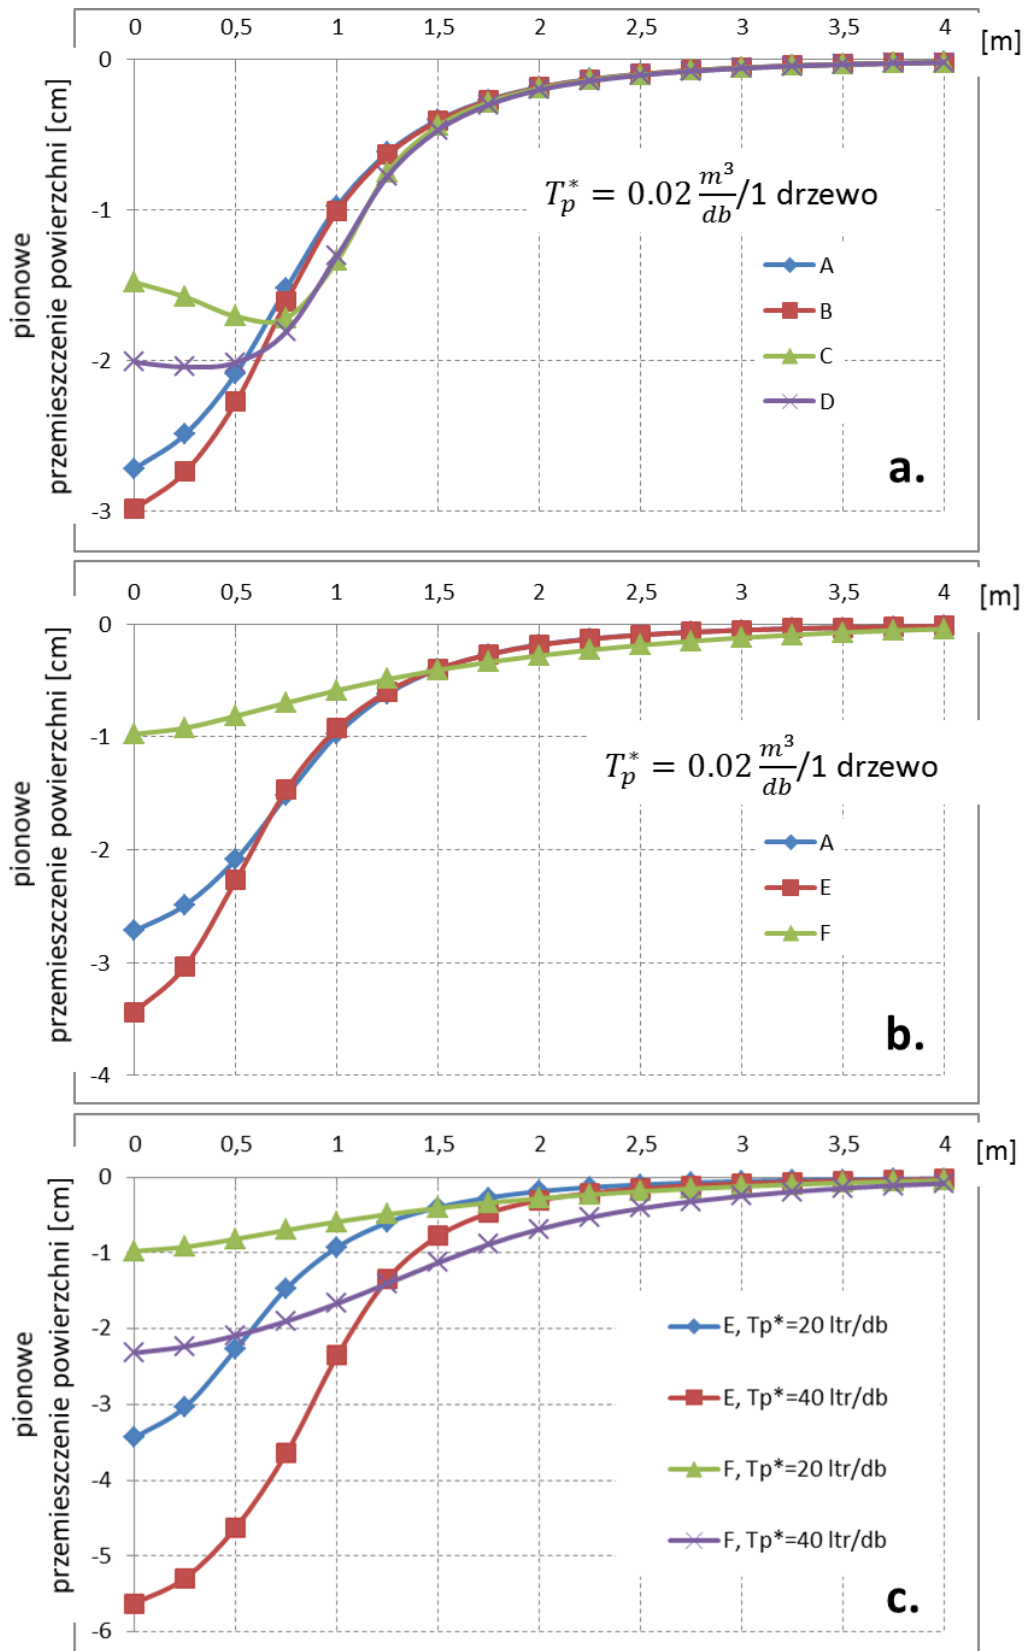 0 0,5 1 1,5 2 2,5 3 3,5 4 [m]
0
-1
-2
-3
pionowe
przemieszczenie powierzchni [cm]
T_p^* = 0.02 m³/db /1 drzewo
A
B
C
D
a.
0 0,5 1 1,5 2 2,5 3 3,5 4 [m]
0
-1
-2
-3
-4
pionowe
przemieszczenie powierzchni [cm]
T_p^* = 0.02 m³/db /1 drzewo
A
E
F
b.
0 0,5 1 1,5 2 2,5 3 3,5 4 [m]
0
-1
-2
-3
-4
-5
-6
pionowe
przemieszczenie powierzchni [cm]
E, Tp*=20 ltr/db
E, Tp*=40 ltr/db
F, Tp*=20 ltr/db
F, Tp*=40 ltr/db
c.